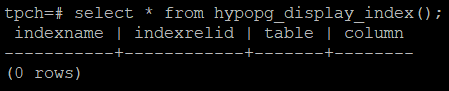 tpch=# select * from hypopg_display_index();
 indexname | indexrelid | table | column
-----------+------------+-------+--------
(0 rows)